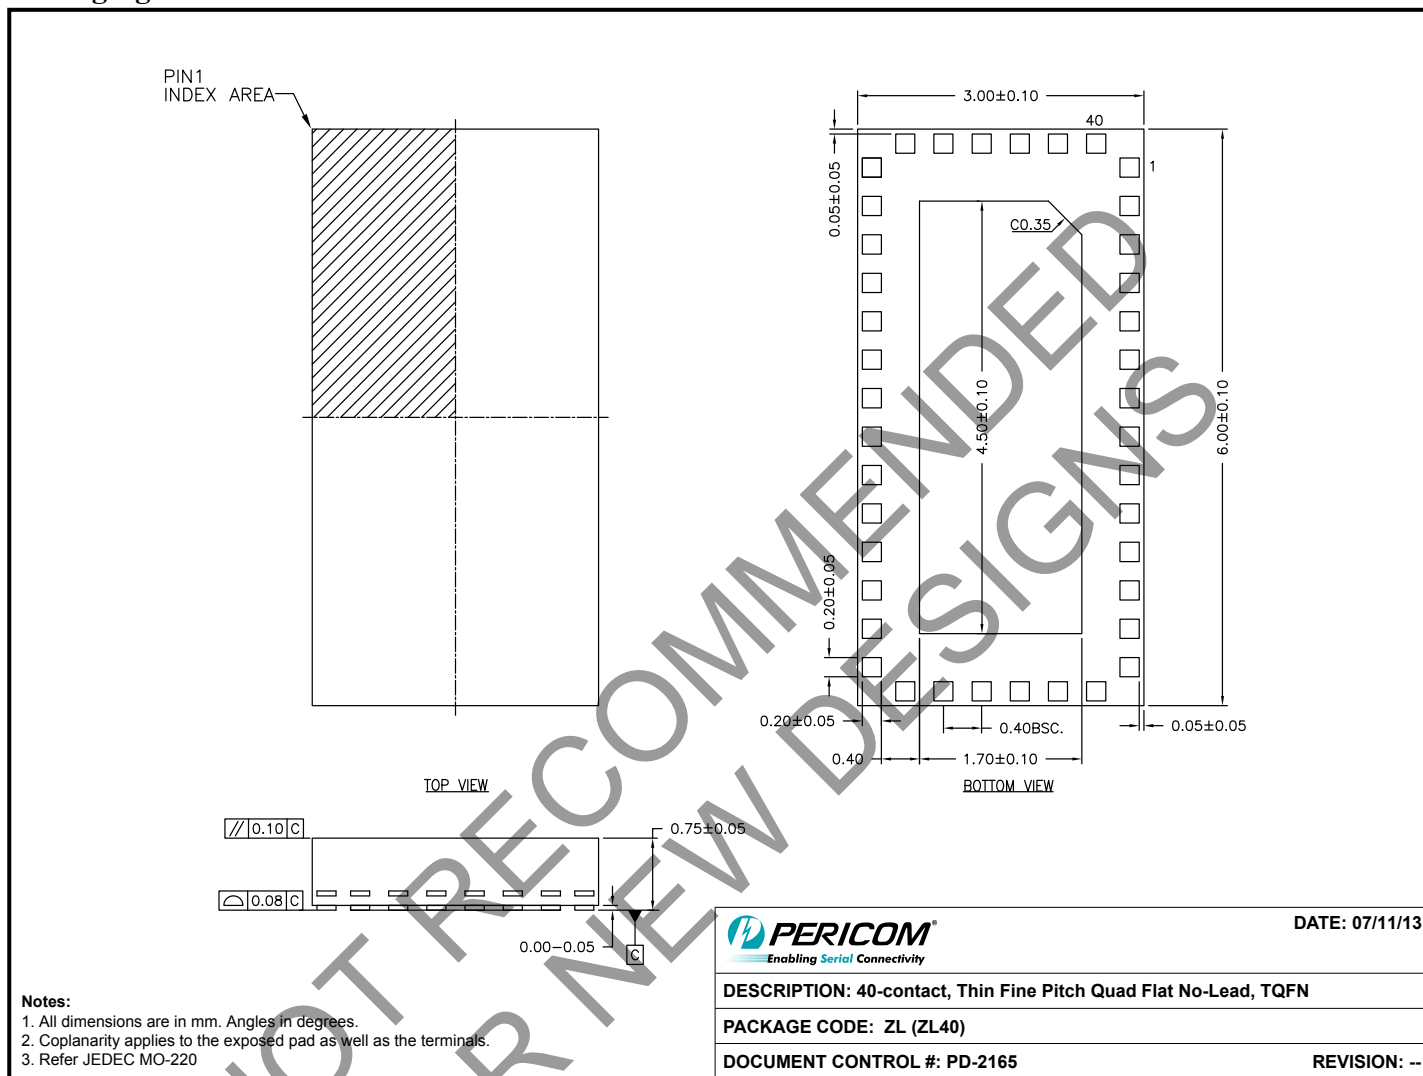 PIN1
INDEX AREA
3.00±0.10
40
1
0.05±0.05
C0.35
4.50±0.10
6.00±0.10
0.20±0.05
0.20±0.05
0.40BSC.
0.05±0.05
0.40
1.70±0.10
TOP VIEW
BOTTOM VIEW
// 0.10 C
0.75±0.05
0.08 C
0.00-0.05
C
NOT RECOMMENDED
R NEW DESIGNS
PERICOM®
Enabling Serial Connectivity
DATE: 07/11/13
DESCRIPTION: 40-contact, Thin Fine Pitch Quad Flat No-Lead, TQFN
PACKAGE CODE: ZL (ZL40)
DOCUMENT CONTROL #: PD-2165
REVISION: --
Notes:
1. All dimensions are in mm. Angles in degrees.
2. Coplanarity applies to the exposed pad as well as the terminals.
3. Refer JEDEC MO-220